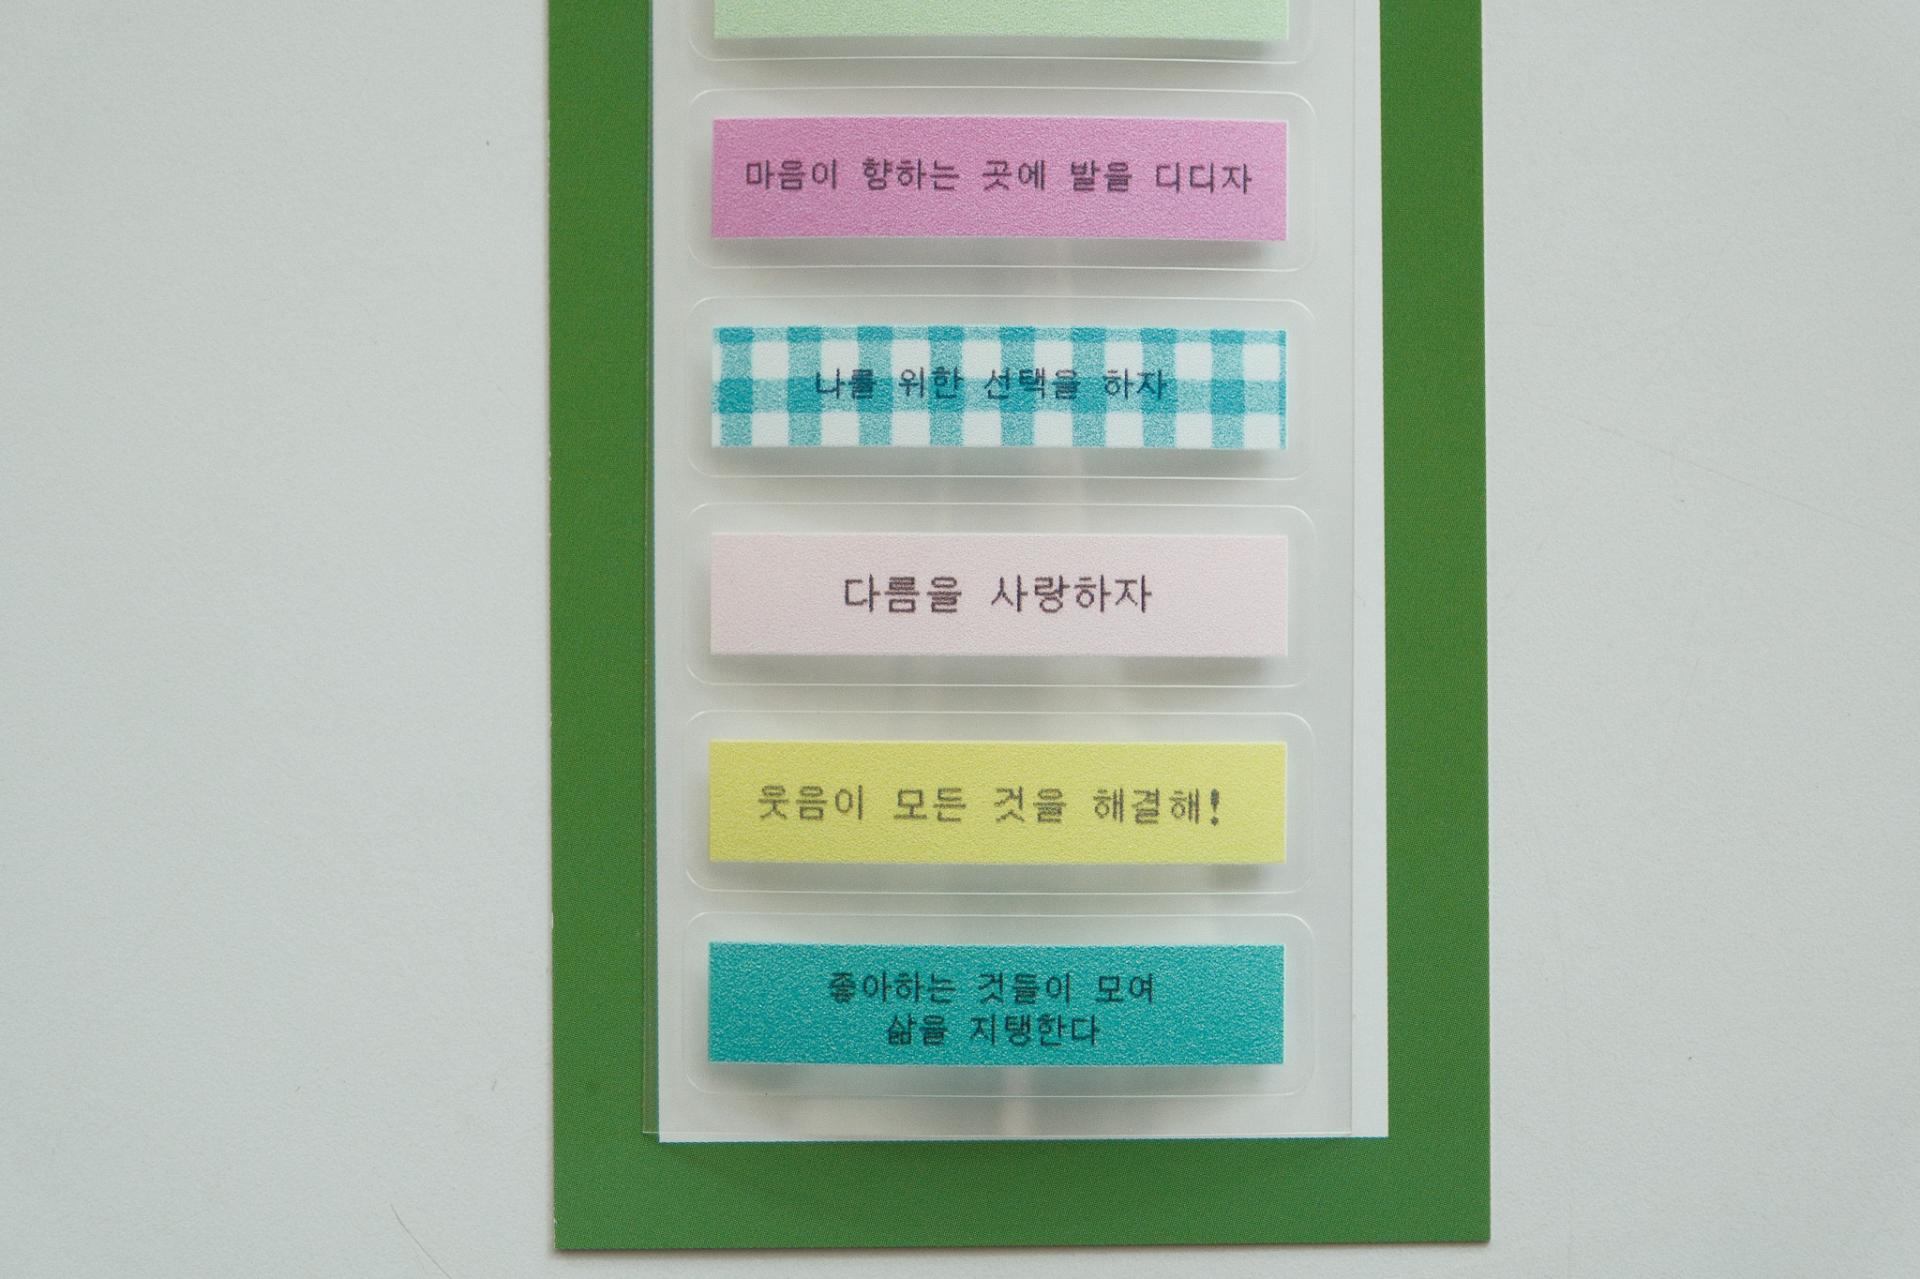 마음이 향하는 곳에 발을 디디자
나를 위한 선택을 하자
다름을 사랑하자
웃음이 모든 것을 해결해!
좋아하는 것들이 모여
삶을 지탱한다